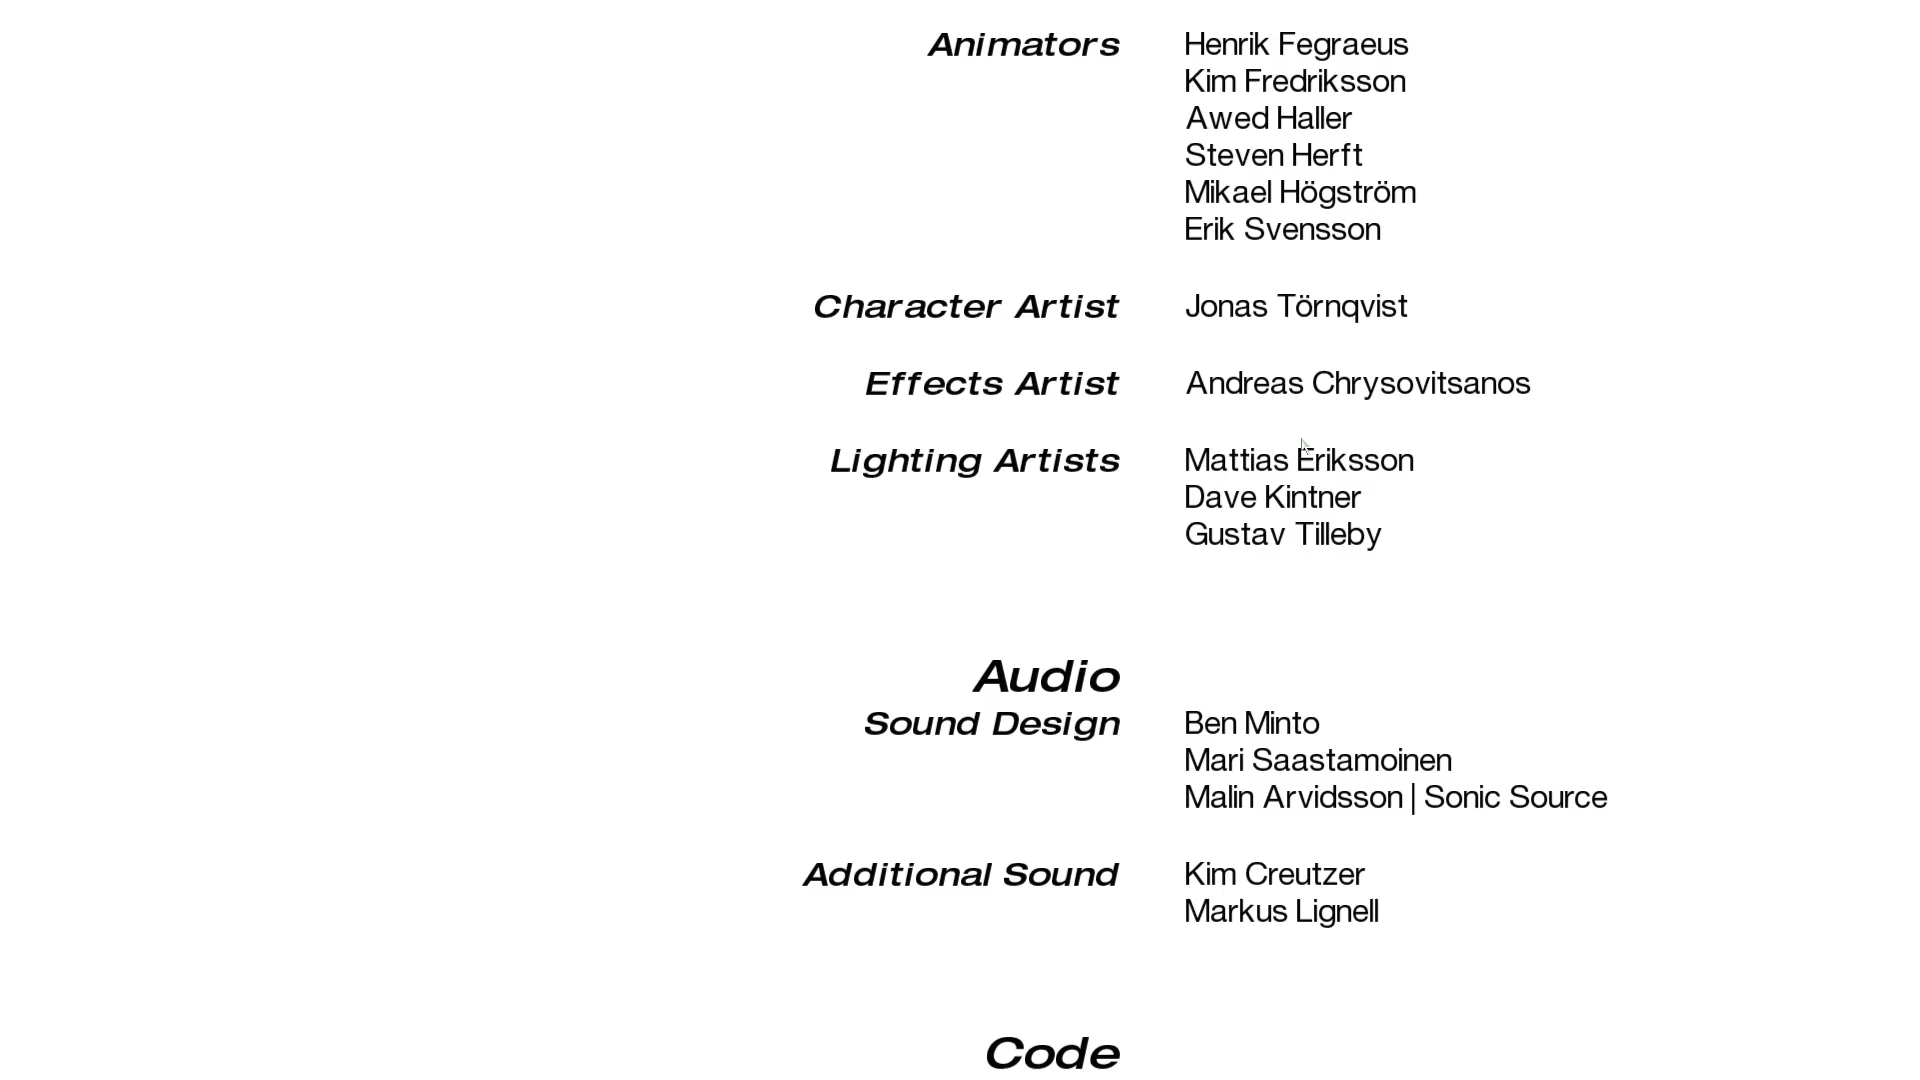 Animators Henrik Fegraeus
Kim Fredriksson
Awed Haller
Steven Herft
Mikael Högström
Erik Svensson
Character Artist Jonas Törnqvist
Effects Artist Andreas Chrysovitsanos
Lighting Artists Mattias Eriksson
Dave Kintner
Gustav Tilleby
Audio
Sound Design Ben Minto
Mari Saastamoinen
Malin Arvidsson | Sonic Source
Additional Sound Kim Creutzer
Markus Lignell
Code